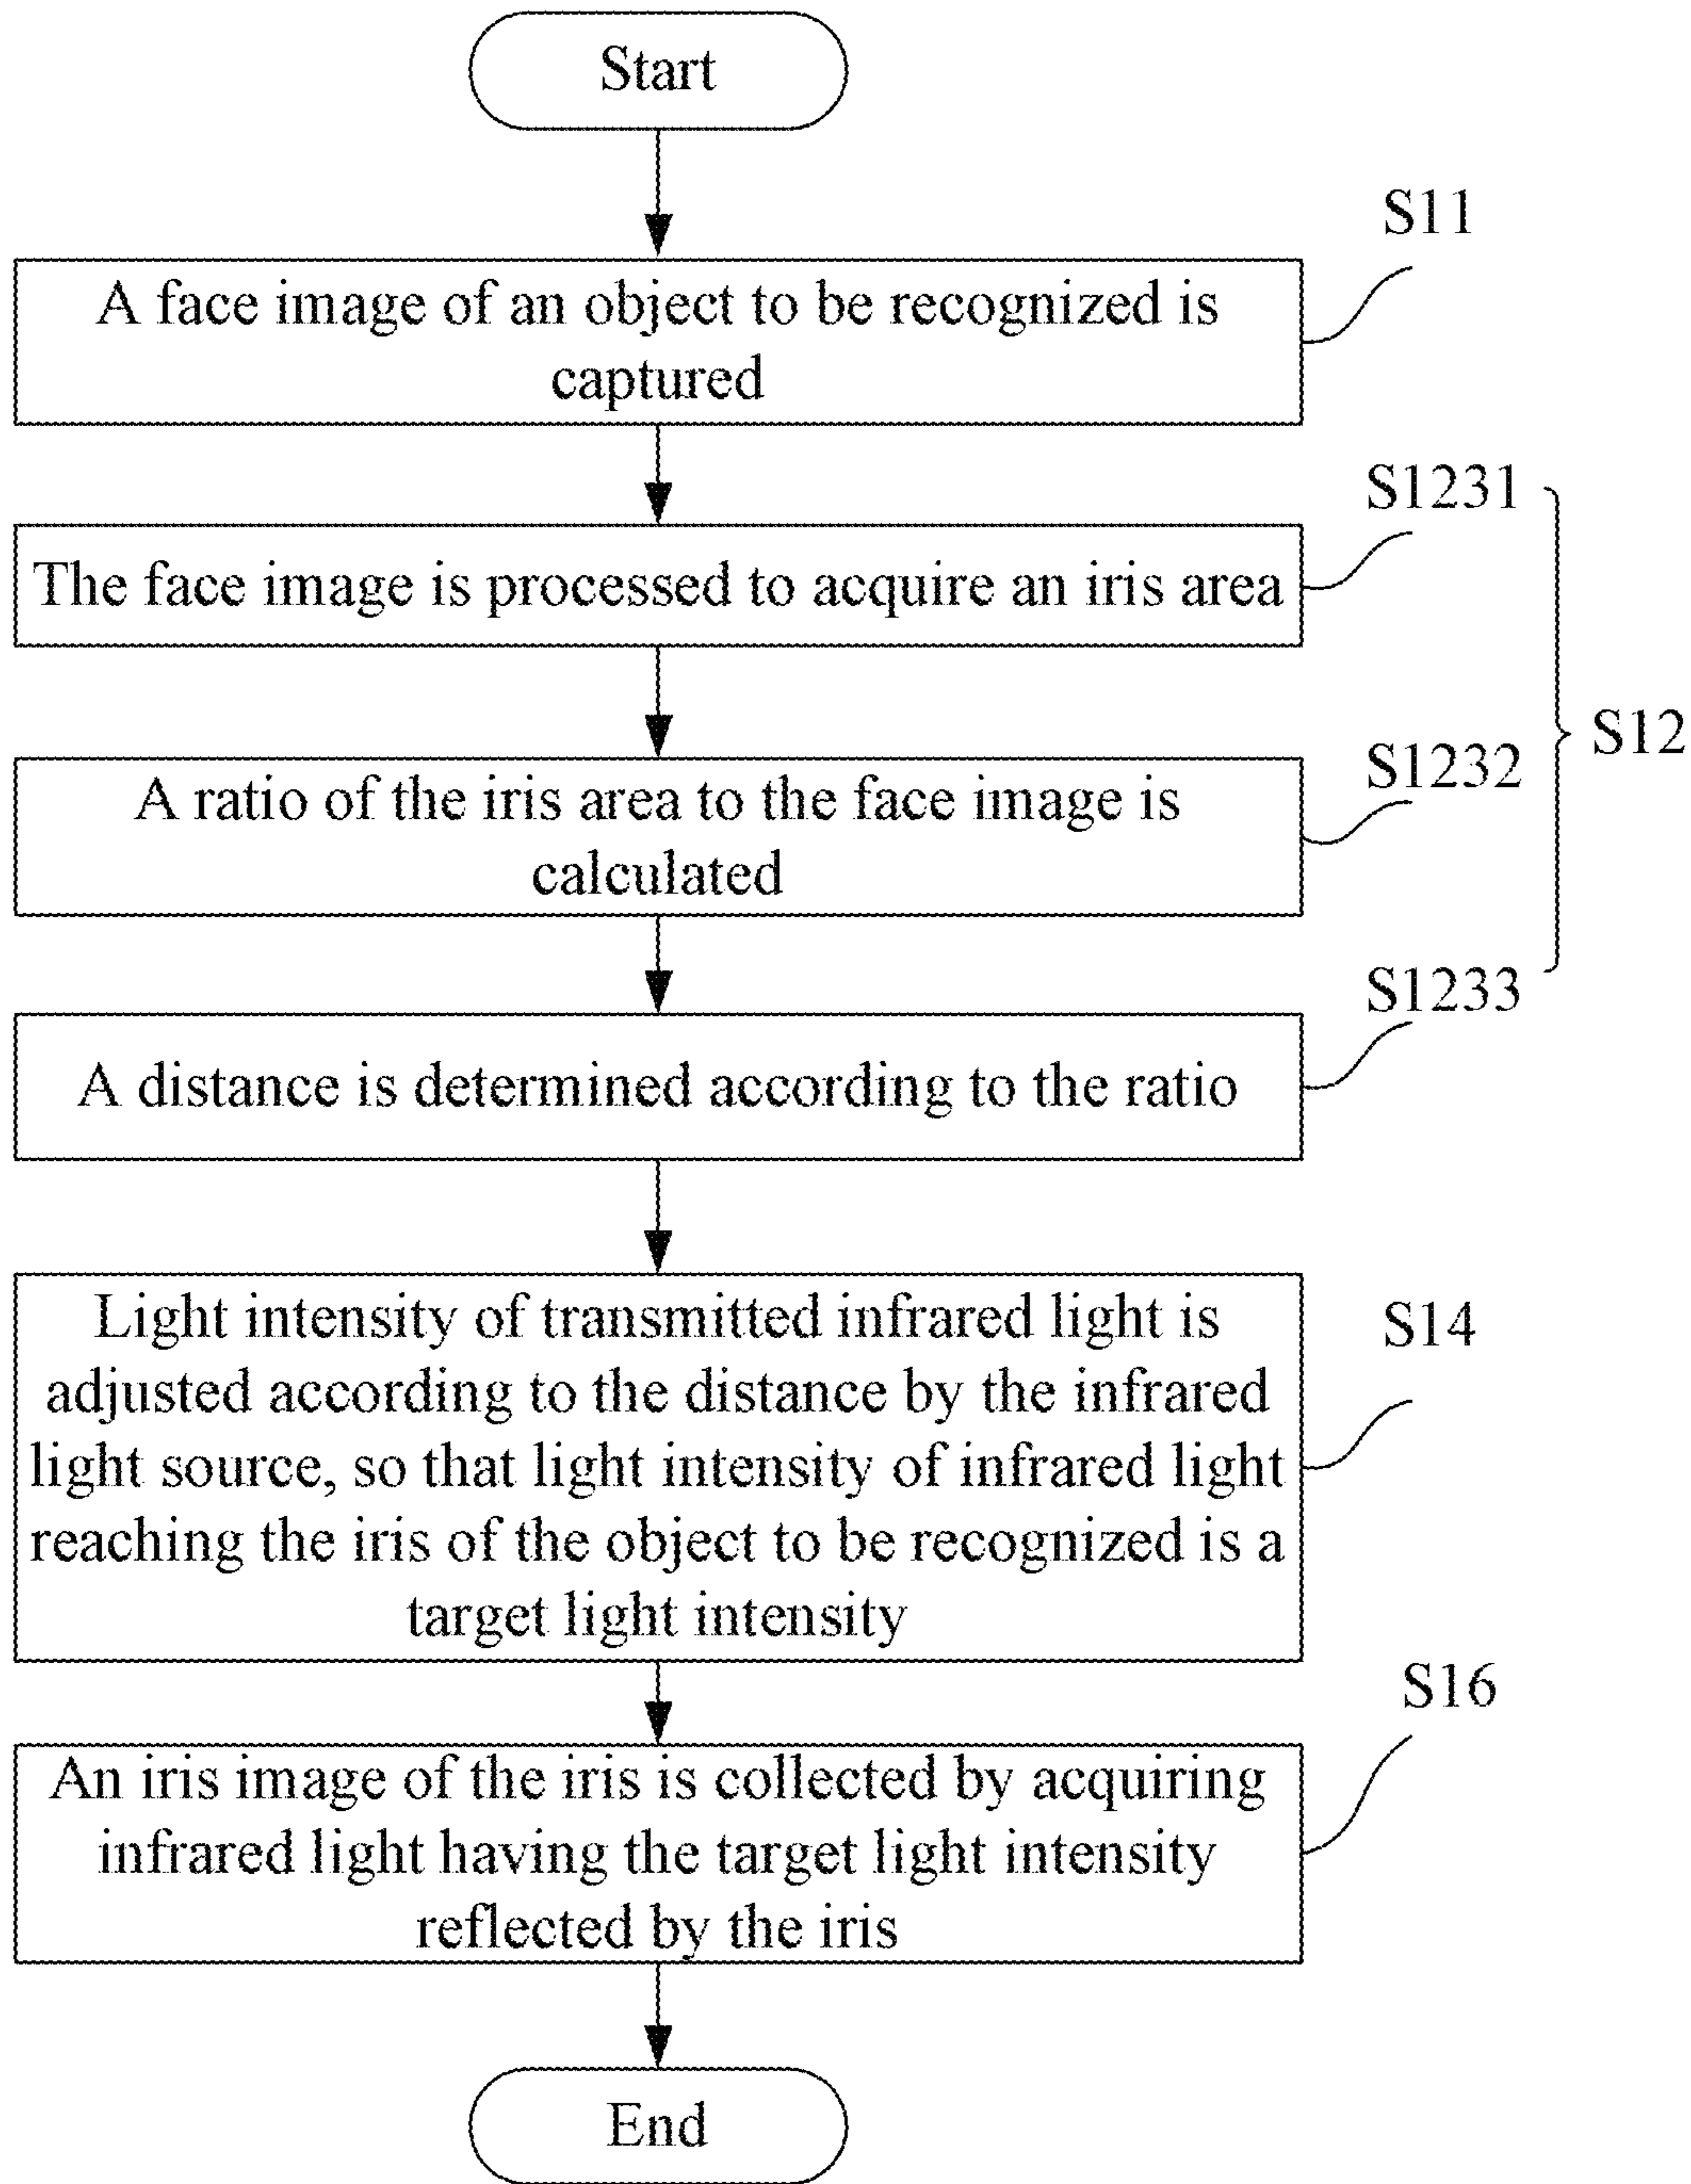 Start
S11
A face image of an object to be recognized is
captured
S1231
The face image is processed to acquire an iris area
S12
S1232
A ratio of the iris area to the face image is
calculated
S1233
A distance is determined according to the ratio
Light intensity of transmitted infrared light is
S14
adjusted according to the distance by the infrared
light source, so that light intensity of infrared light
reaching the iris of the object to be recognized is a
target light intensity
S16
An iris image of the iris is collected by acquiring
infrared light having the target light intensity
reflected by the iris
End